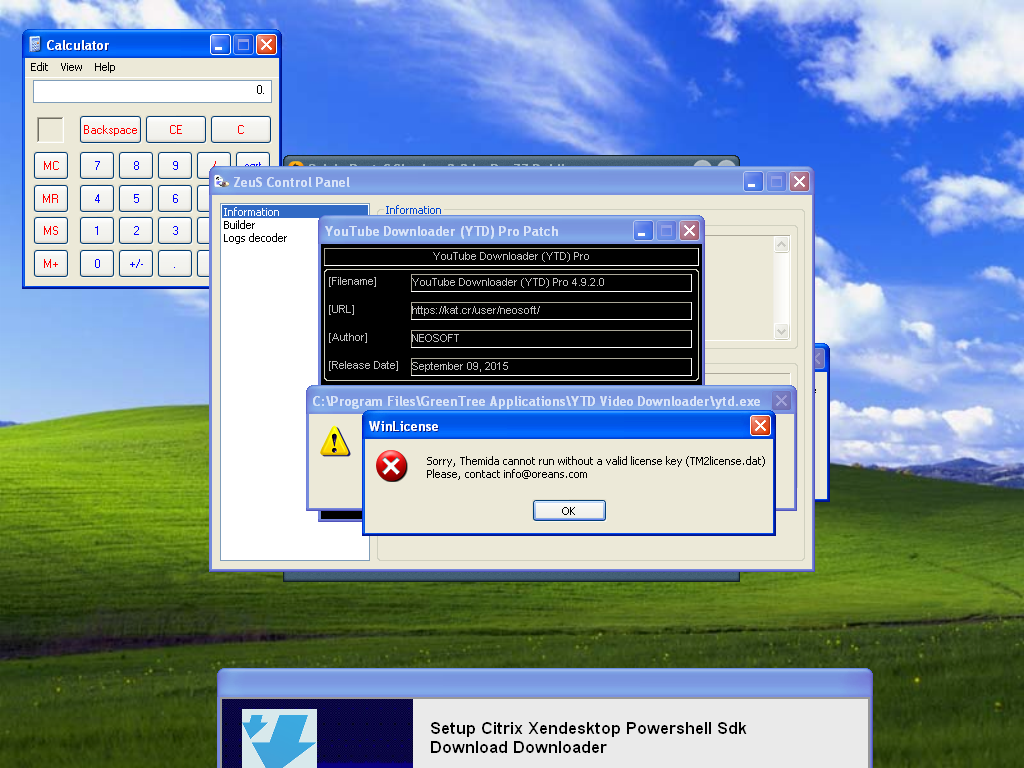 Calculator
Edit View Help
0.
Backspace CE C
MC 7 8 9 /
MR 4 5 6
MS 1 2 3
M+ 0 +/- .
ZeuS Control Panel
Information
Builder
Logs decoder
Information
YouTube Downloader (YTD) Pro Patch
YouTube Downloader (YTD) Pro
[Filename] YouTube Downloader (YTD) Pro 4.9.2.0
[URL] https://kat.cr/user/neosoft/
[Author] NEOSOFT
[Release Date] September 09, 2015
C:\Program Files\GreenTree Applications\YTD Video Downloader\ytd.exe
WinLicense
Sorry, Themida cannot run without a valid license key (TM2license.dat)
Please, contact info@oreans.com
OK
Setup Citrix Xendesktop Powershell Sdk
Download Downloader